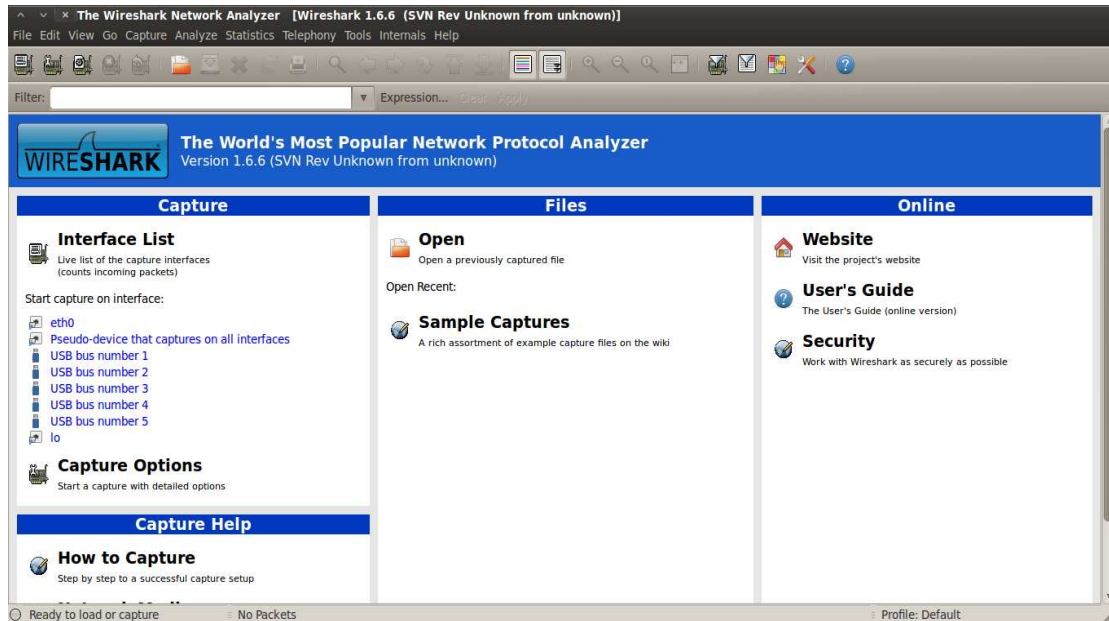 The Wireshark Network Analyzer [Wireshark 1.6.6 (SVN Rev Unknown from unknown)]
File Edit View Go Capture Analyze Statistics Telephony Tools Internals Help
Filter:
Expression... Clear Apply
WIRESHARK
The World's Most Popular Network Protocol Analyzer
Version 1.6.6 (SVN Rev Unknown from unknown)
Capture
Interface List
Live list of the capture interfaces
(counts incoming packets)
Start capture on interface:
eth0
Pseudo-device that captures on all interfaces
USB bus number 1
USB bus number 2
USB bus number 3
USB bus number 4
USB bus number 5
lo
Capture Options
Start a capture with detailed options
Capture Help
How to Capture
Step by step to a successful capture setup
Files
Open
Open a previously captured file
Open Recent:
Sample Captures
A rich assortment of example capture files on the wiki
Online
Website
Visit the project's website
User's Guide
The User's Guide (online version)
Security
Work with Wireshark as securely as possible
Ready to load or capture
No Packets
Profile: Default